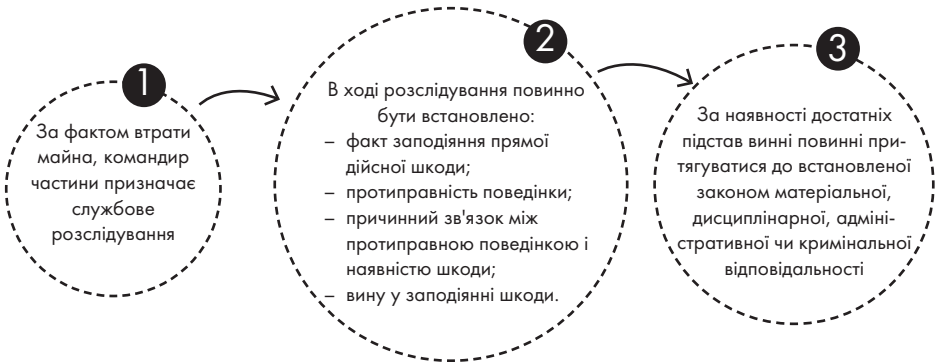 1
За фактом втрати
майна, командир
частини призначає
службове
розслідування
2
В ході розслідування повинно
бути встановлено:
– факт заподіяння прямої
дійсної шкоди;
– протиправність поведінки;
– причинний зв'язок між
протиправною поведінкою і
наявністю шкоди;
– вину у заподіянні шкоди.
3
За наявності достатніх
підстав винні повинні при-
тягуватися до встановленої
законом матеріальної,
дисциплінарної, адміні-
стративної чи кримінальної
відповідальності